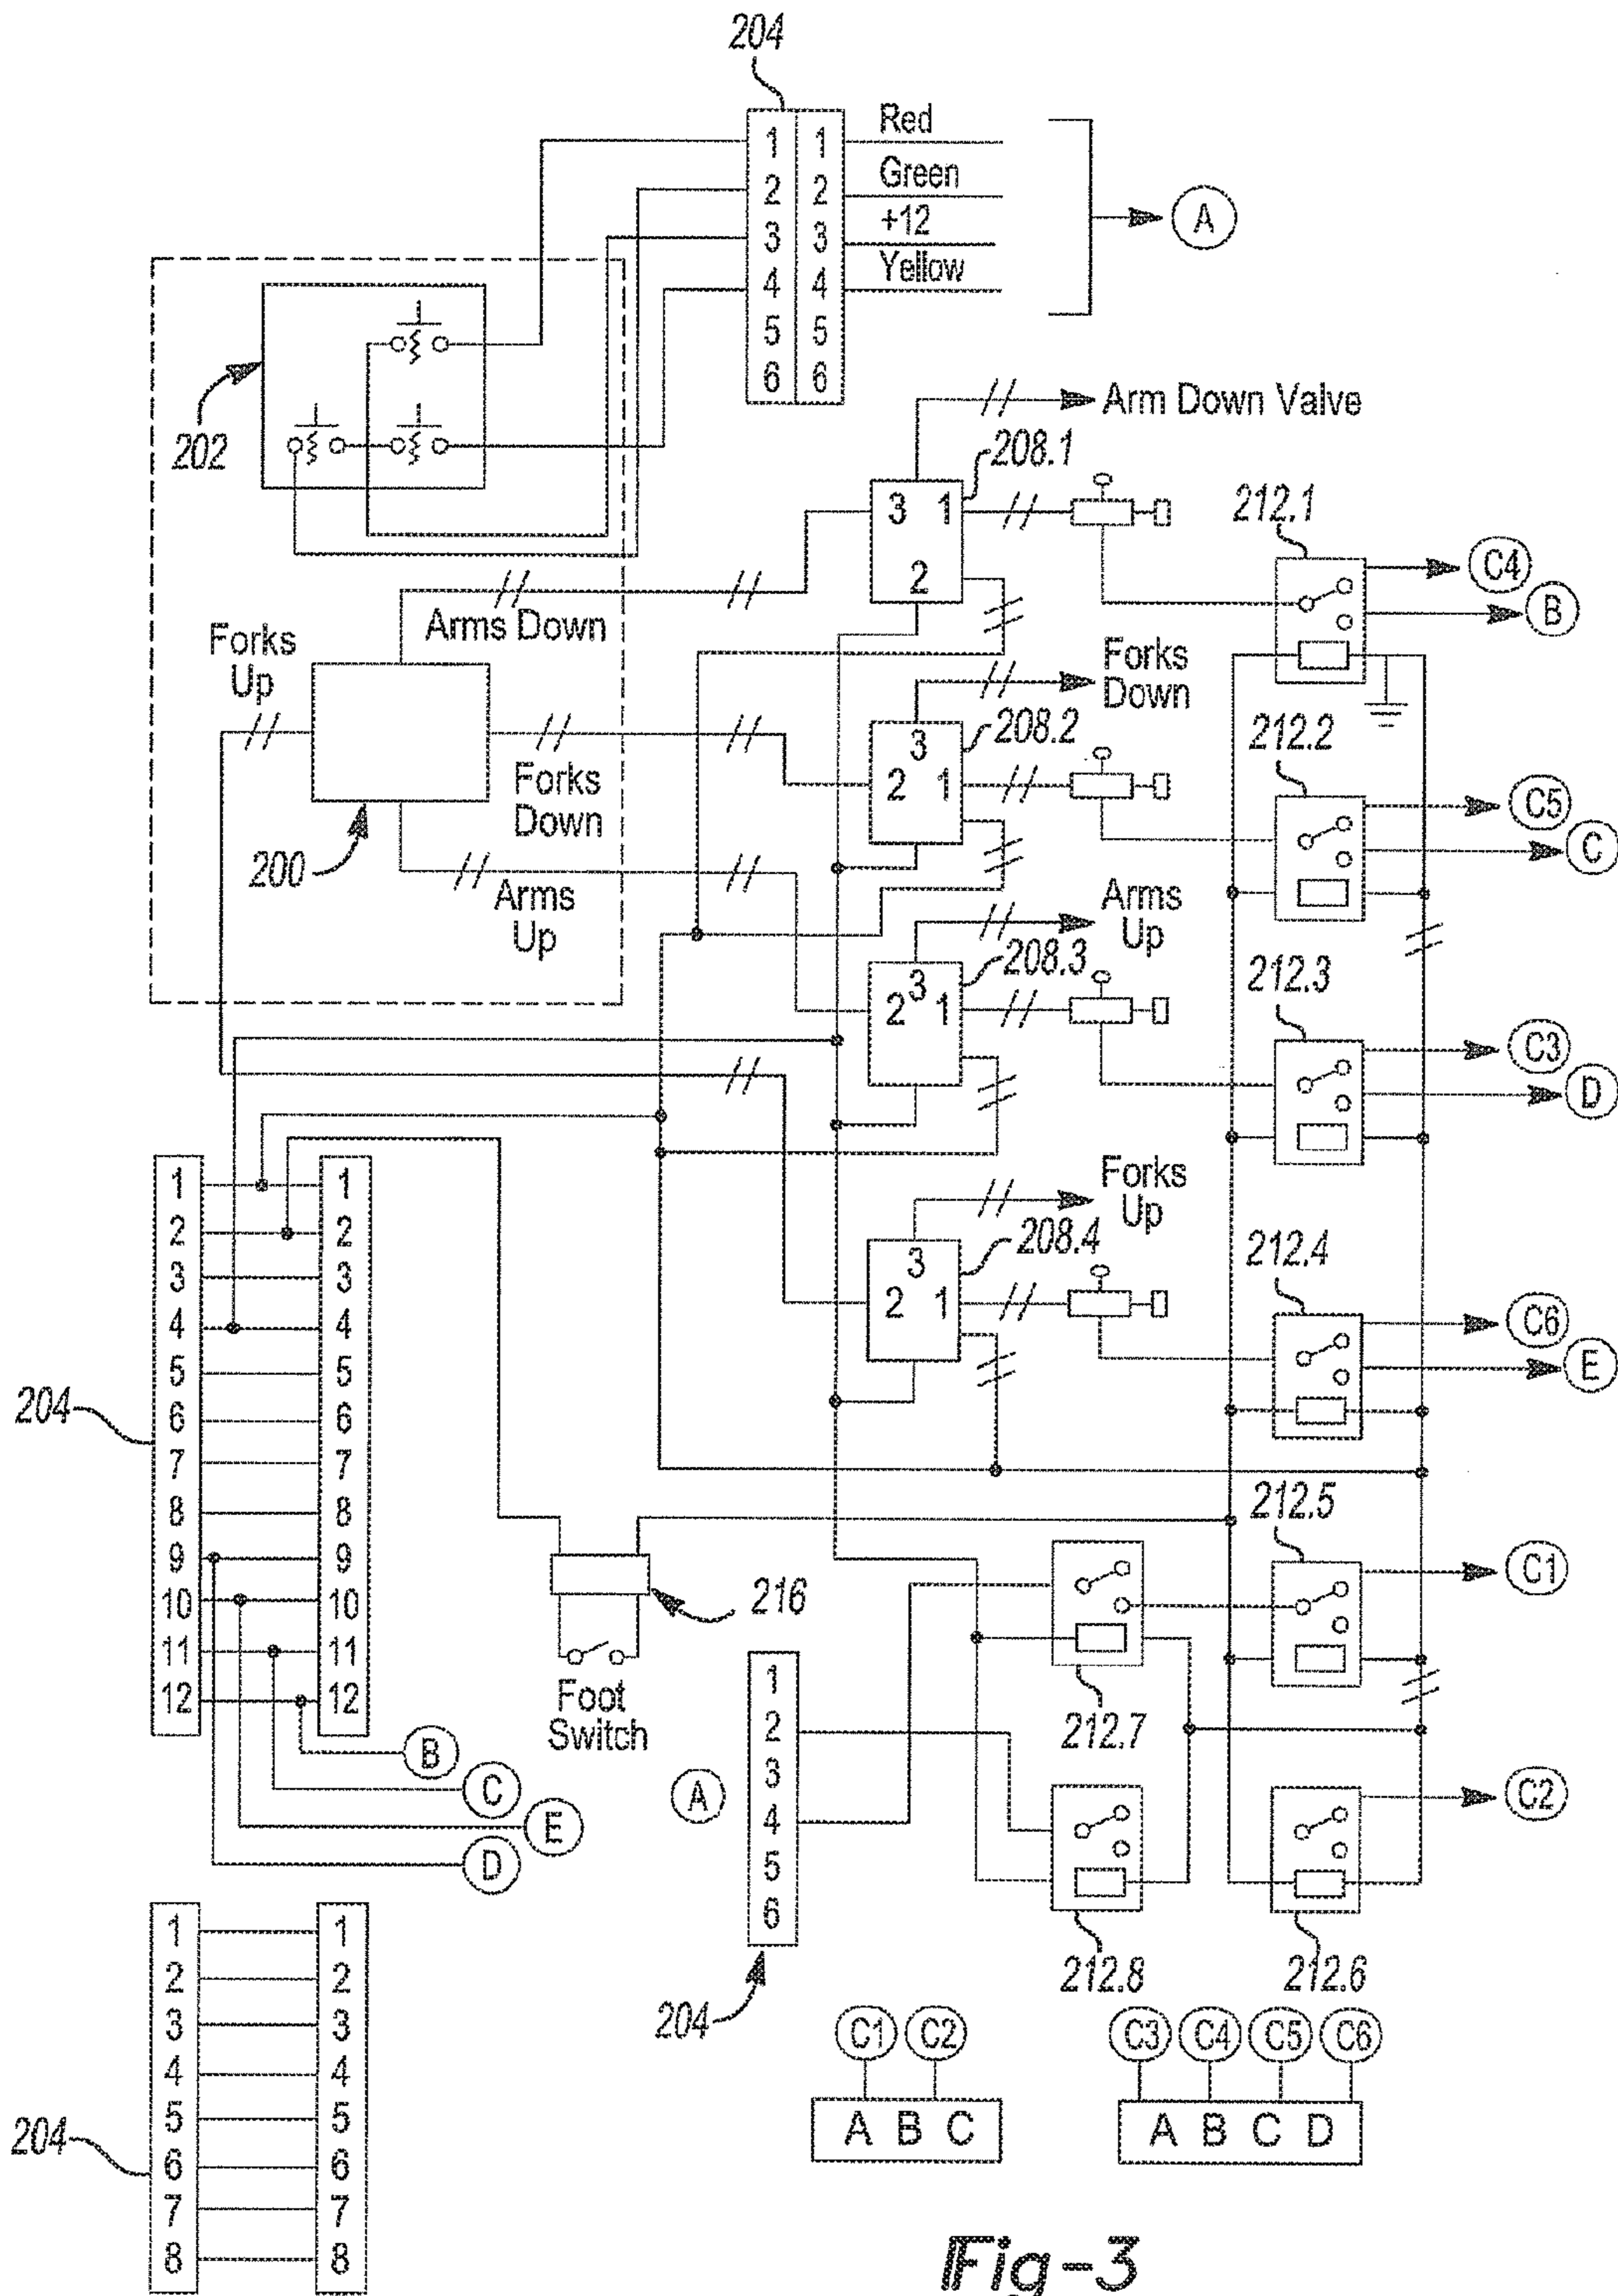 204
1 1 Red
2 2 Green
3 3 +12
4 4 Yellow
5 5
6 6
A
202
Arm Down Valve
208.1
3 1
2
212.1
C4
B
Arms Down
Forks
Up
Forks
Down
200
Arms
Up
Forks
Down
208.2
3
2 1
212.2
C5
C
Arms
Up
208.3
3
2 1
212.3
C3
D
Forks
Up
208.4
3
2 1
212.4
C6
E
204
1 1
2 2
3 3
4 4
5 5
6 6
7 7
8 8
9 9
10 10
11 11
12 12
B
C
E
D
216
Foot
Switch
212.5
C1
212.7
A
1
2
3
4
5
6
204
212.8
C2
212.6
204
1 1
2 2
3 3
4 4
5 5
6 6
7 7
8 8
C1 C2
A B C
C3 C4 C5 C6
A B C D
Fig-3